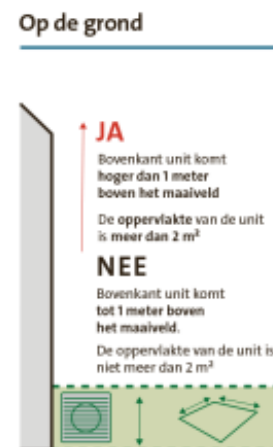 Op de grond
JA
Bovenkant unit komt
hoger dan 1 meter
boven het maaiveld
De oppervlakte van de unit
is meer dan 2 m²
NEE
Bovenkant unit komt
tot 1 meter boven
het maaiveld.
De oppervlakte van de unit is
niet meer dan 2 m²